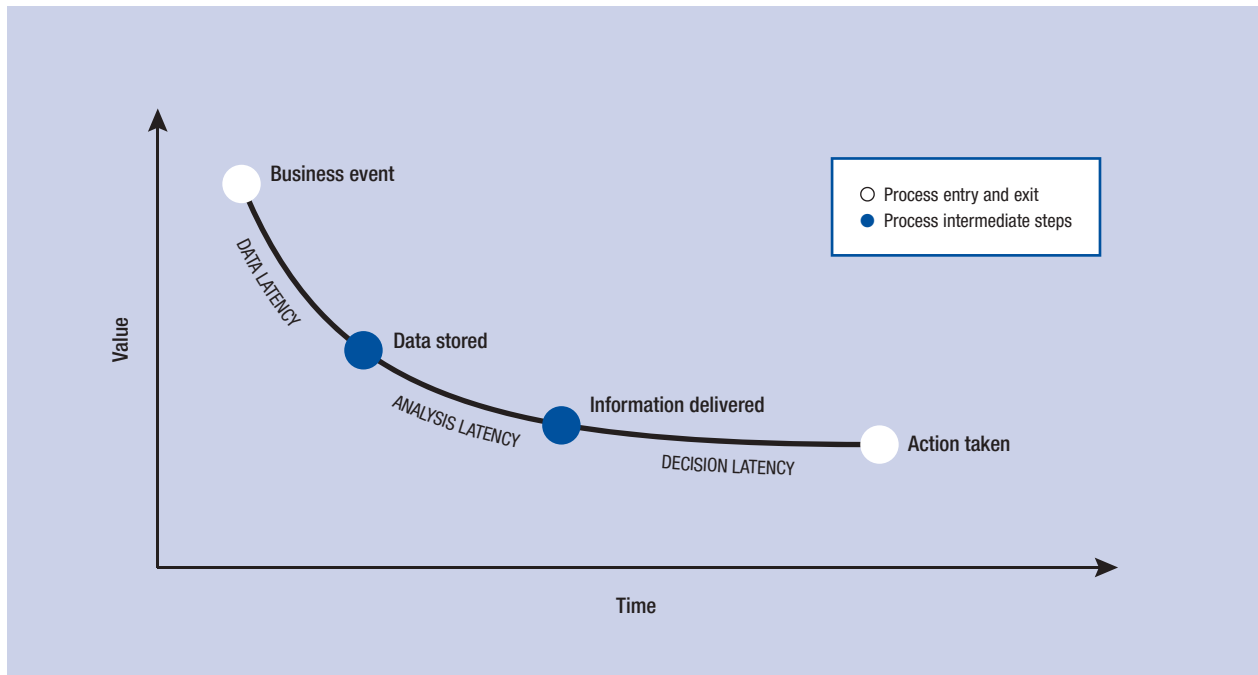 Business event
Process entry and exit
Process intermediate steps
DATA LATENCY
Value
Data stored
Information delivered
ANALYSIS LATENCY
Action taken
DECISION LATENCY
Time